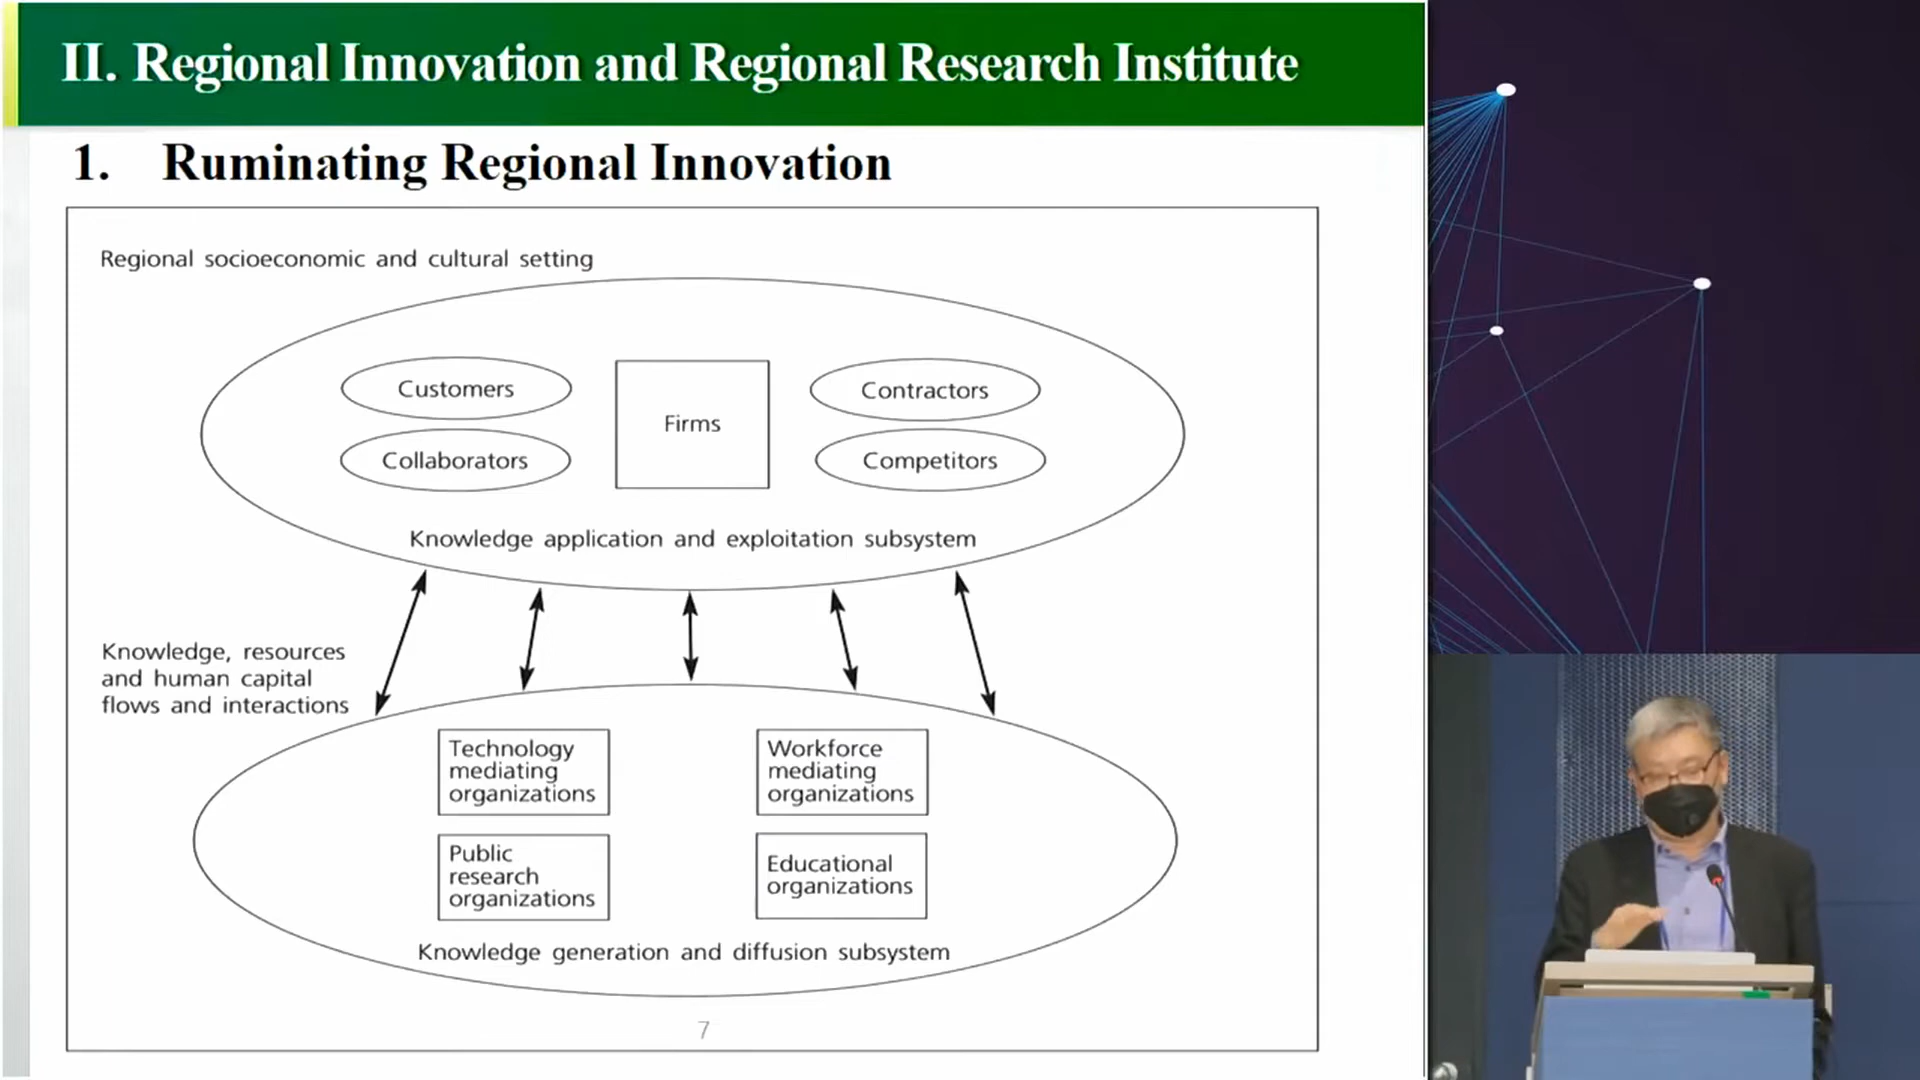 II. Regional Innovation and Regional Research Institute
1. Ruminating Regional Innovation
Regional socioeconomic and cultural setting
Customers
Firms
Contractors
Collaborators
Competitors
Knowledge application and exploitation subsystem
Knowledge, resources
and human capital
flows and interactions
Technology
mediating
organizations
Workforce
mediating
organizations
Public
research
organizations
Educational
organizations
Knowledge generation and diffusion subsystem
7